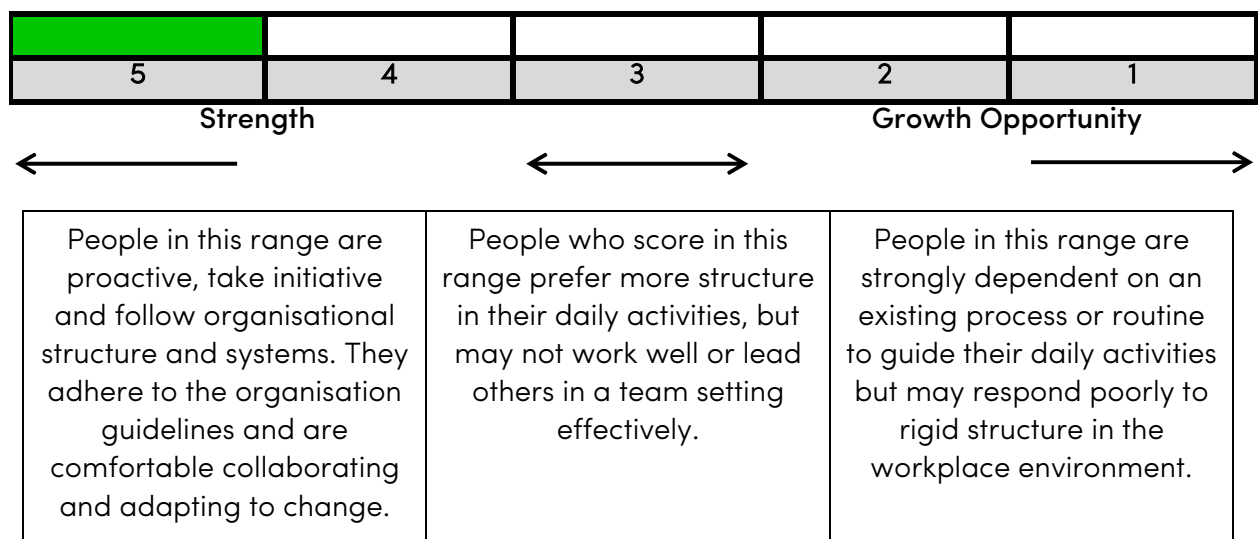 5 4 3 2 1
Strength Growth Opportunity
People in this range are
proactive, take initiative
and follow organisational
structure and systems. They
adhere to the organisation
guidelines and are
comfortable collaborating
and adapting to change.
People who score in this
range prefer more structure
in their daily activities, but
may not work well or lead
others in a team setting
effectively.
People in this range are
strongly dependent on an
existing process or routine
to guide their daily activities
but may respond poorly to
rigid structure in the
workplace environment.